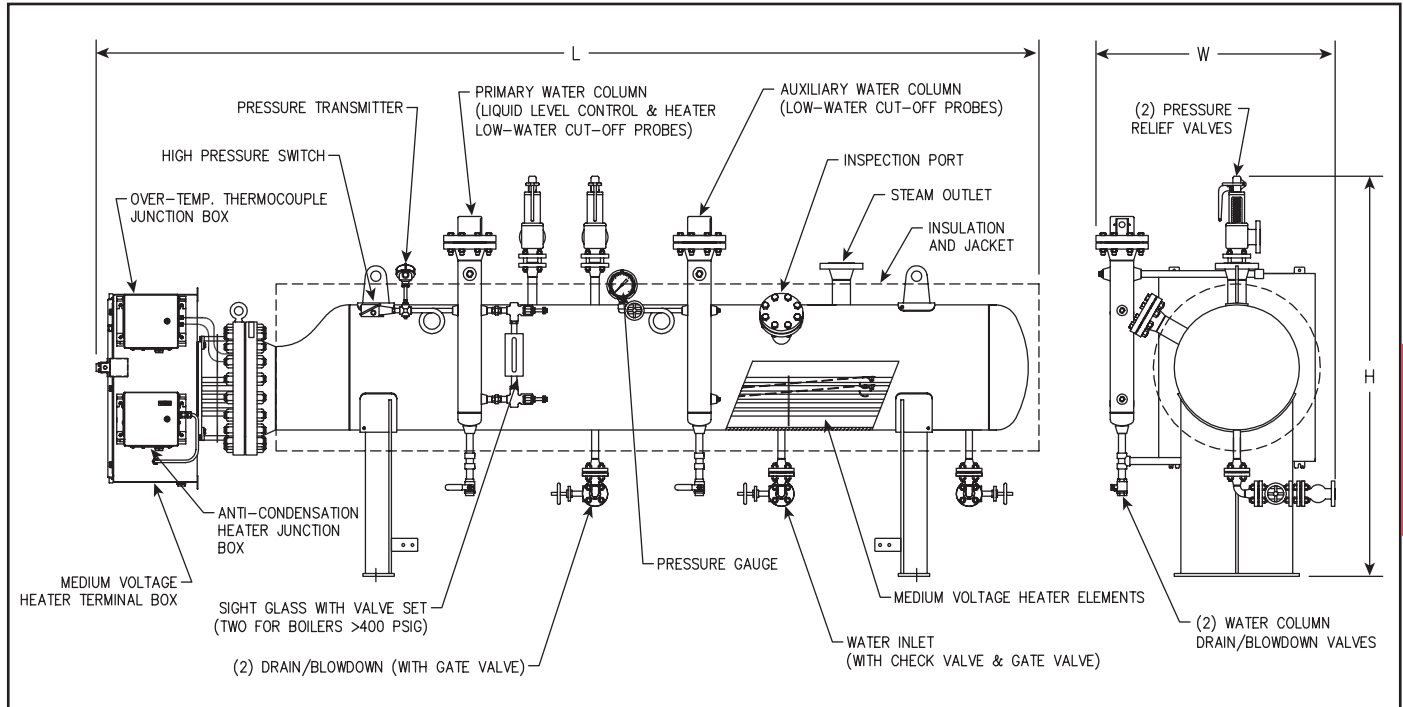 L
W
PRESSURE TRANSMITTER
PRIMARY WATER COLUMN
(LIQUID LEVEL CONTROL & HEATER
LOW-WATER CUT-OFF PROBES)
AUXILIARY WATER COLUMN
(LOW-WATER CUT-OFF PROBES)
(2) PRESSURE
RELIEF VALVES
HIGH PRESSURE SWITCH
INSPECTION PORT
OVER-TEMP. THERMOCOUPLE
JUNCTION BOX
STEAM OUTLET
INSULATION
AND JACKET
H
ANTI-CONDENSATION
HEATER JUNCTION
BOX
MEDIUM VOLTAGE
HEATER TERMINAL BOX
PRESSURE GAUGE
SIGHT GLASS WITH VALVE SET
(TWO FOR BOILERS >400 PSIG)
MEDIUM VOLTAGE HEATER ELEMENTS
(2) DRAIN/BLOWDOWN (WITH GATE VALVE)
WATER INLET
(WITH CHECK VALVE & GATE VALVE)
(2) WATER COLUMN
DRAIN/BLOWDOWN VALVES